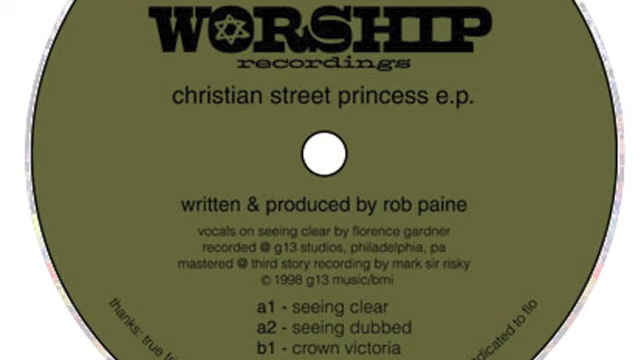 WORSHIP
recordings
christian street princess e.p.
written & produced by rob paine
vocals on seeing clear by florence gardner
recorded @ g13 studios, philadelphia, pa
mastered @ third story recording by mark sir risky
© 1998 g13 music/bmi
a1 - seeing clear
a2 - seeing dubbed
b1 - crown victoria
thanks: true
dedicated to flo